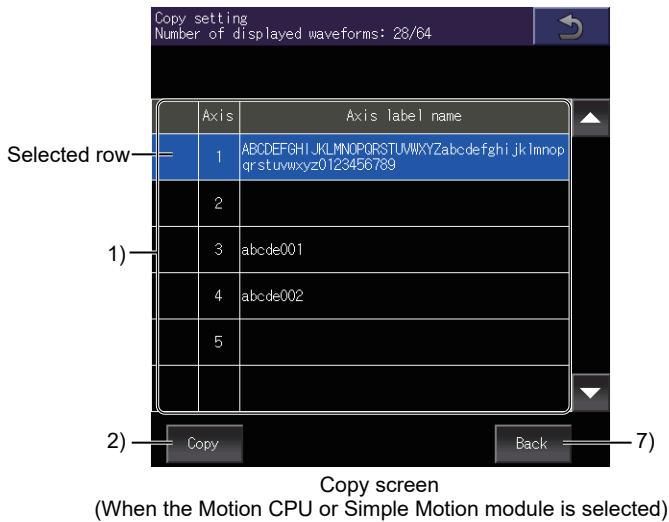 Copy setting
Number of displayed waveforms: 28/64
Axis Axis label name
Selected row
1 ABCDEFGHIJKLMNOPQRSTUVWXYZabcdefghijklmnop
qrstuvwxyz0123456789
2
1)
3 abcde001
4 abcde002
5
2) Copy Back 7)
Copy screen
(When the Motion CPU or Simple Motion module is selected)